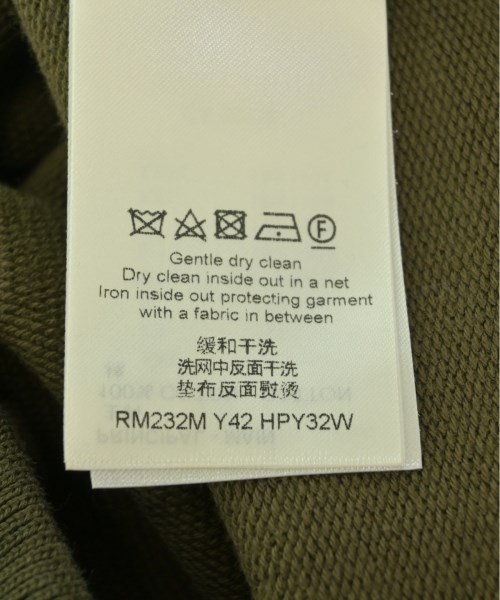 F
Gentle dry clean
Dry clean inside out in a net
Iron inside out protecting garment
with a fabric in between
缓和干洗
洗网中反面干洗
垫布反面熨烫
RM232M Y42 HPY32W